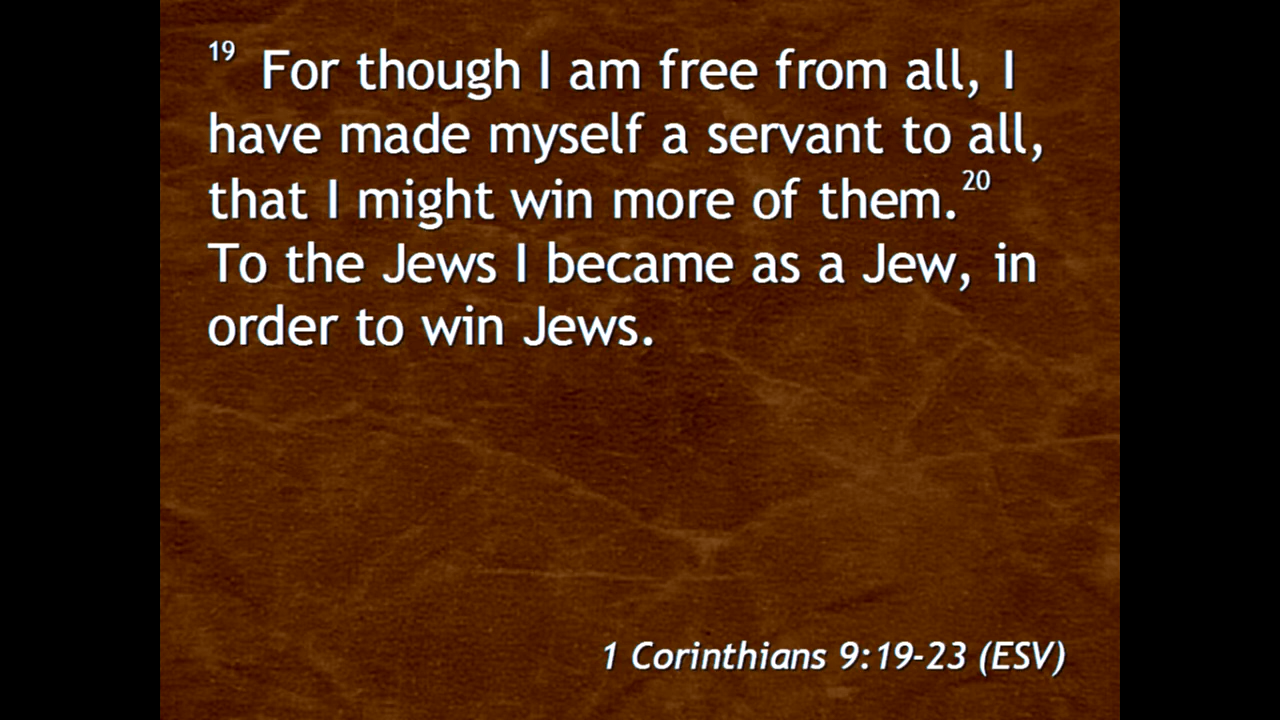 19 For though I am free from all, I
have made myself a servant to all,
that I might win more of them. 20
To the Jews I became as a Jew, in
order to win Jews.
1 Corinthians 9:19-23 (ESV)